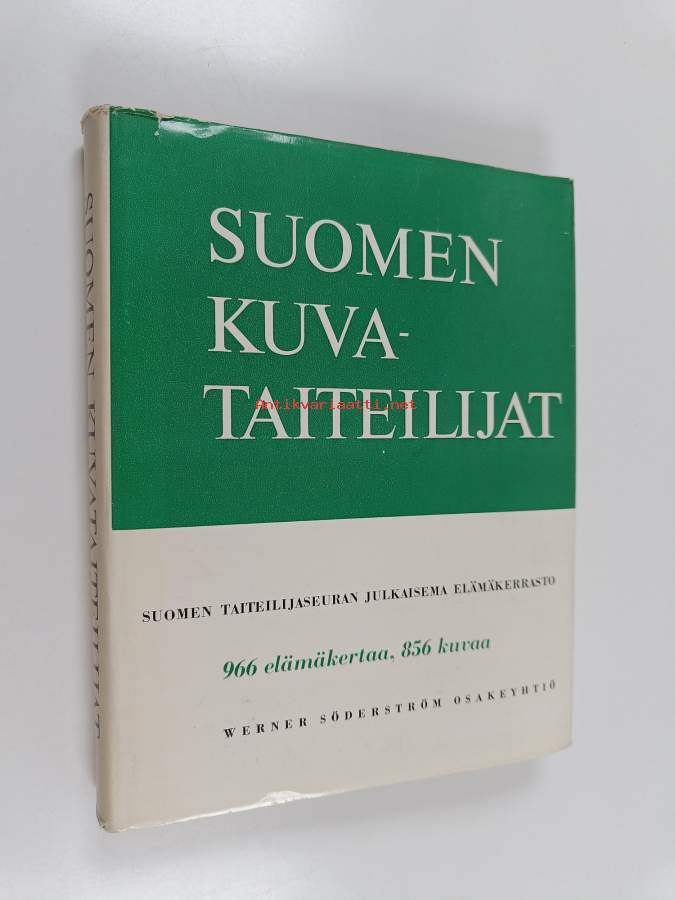 SUOMEN
KUVA-
TAITEILIJAT
Antikvariaatti.net
SUOMEN TAITEILIJASEURAN JULKAISEMA ELÄMÄKERRASTO
966 elämäkertaa, 856 kuvaa
WERNER SÖDERSTRÖM OSAKEYHTIÖ
SUOMEN KUVATAITEILIJAT